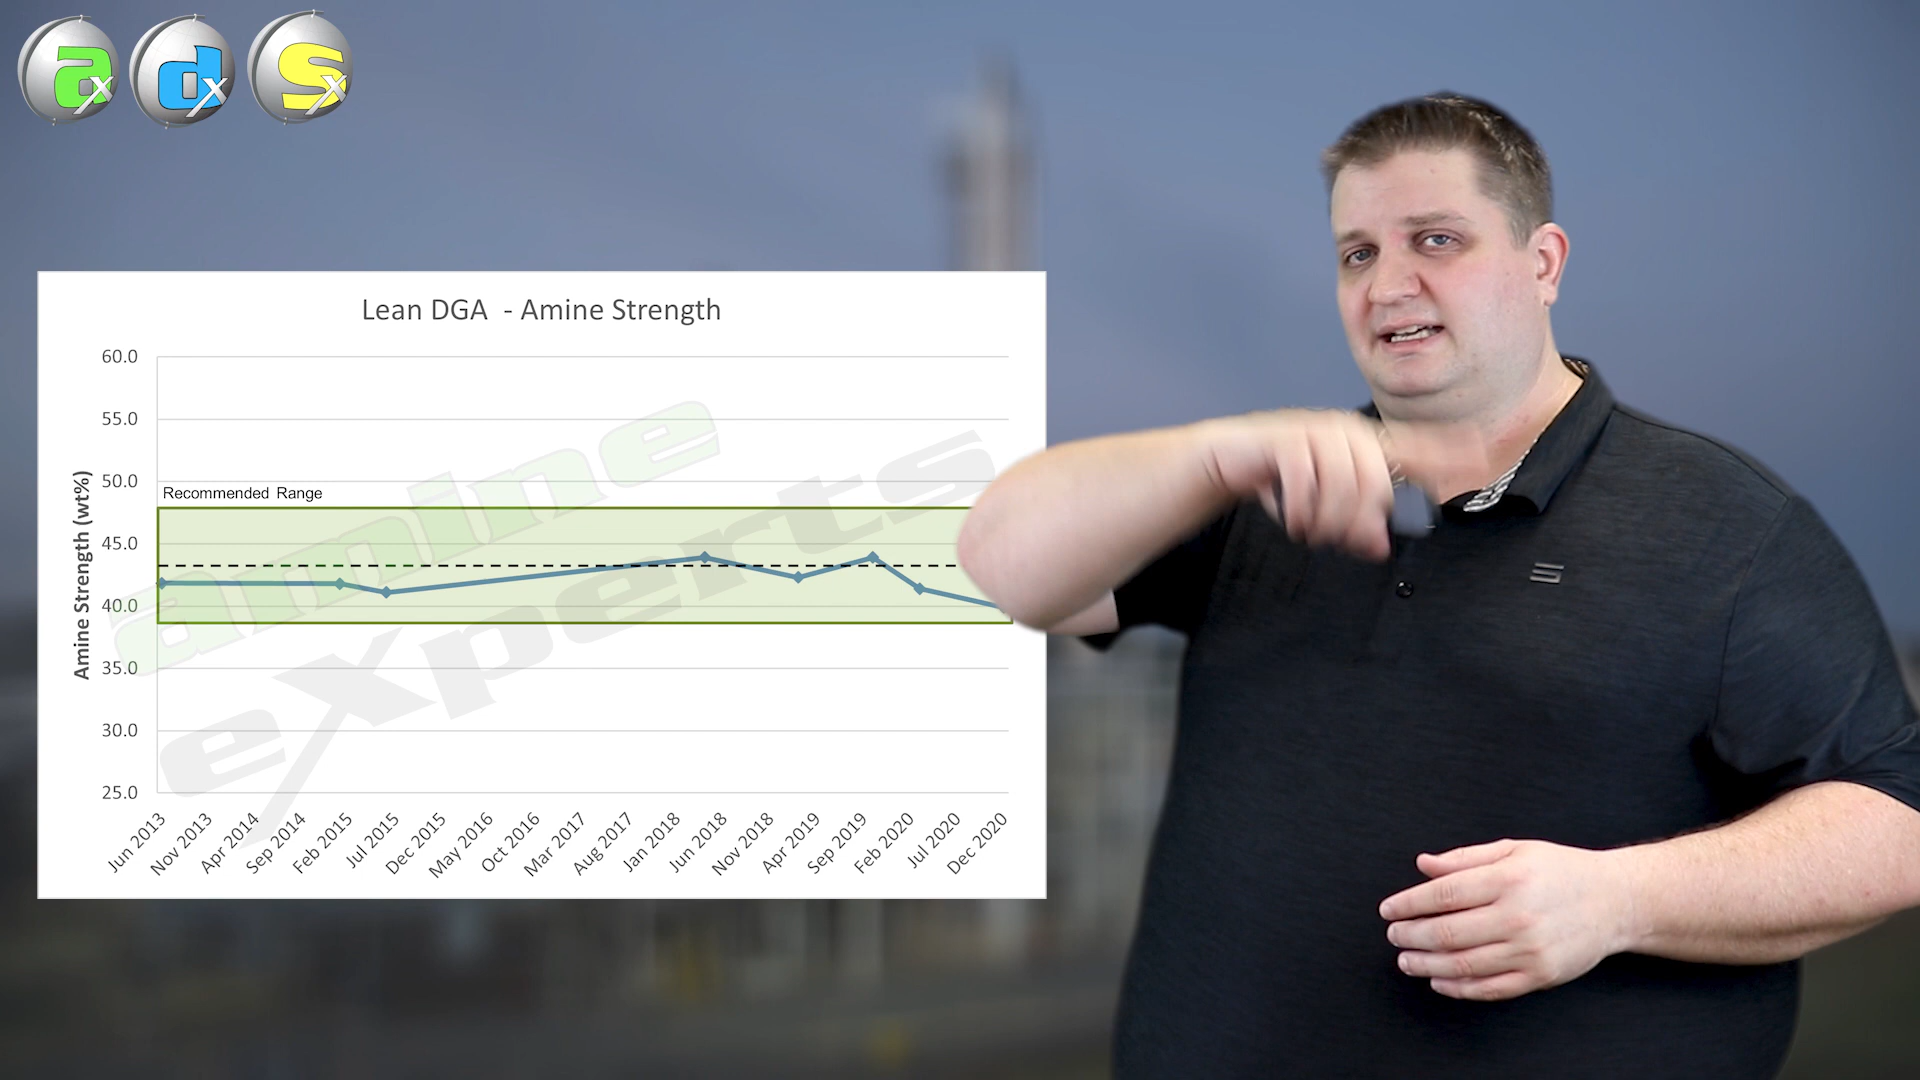 ax dx sx
Lean DGA - Amine Strength
60.0
55.0
50.0
Recommended Range
45.0
40.0
35.0
30.0
25.0
Amine Strength (wt%)
amine
experts
Jun 2013
Nov 2013
Apr 2014
Sep 2014
Feb 2015
Jul 2015
Dec 2015
May 2016
Oct 2016
Mar 2017
Aug 2017
Jan 2018
Jun 2018
Nov 2018
Apr 2019
Sep 2019
Feb 2020
Jul 2020
Dec 2020